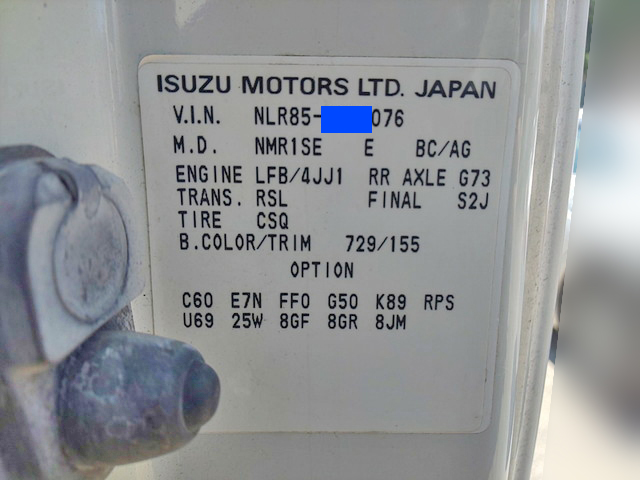 ISUZU MOTORS LTD. JAPAN
V.I.N. NLR85- 076
M.D. NMR1SE E BC/AG
ENGINE LFB/4JJ1 RR AXLE G73
TRANS. RSL FINAL S2J
TIRE CSQ
B.COLOR/TRIM 729/155
OPTION
C60 E7N FF0 G50 K89 RPS
U69 25W 8GF 8GR 8JM